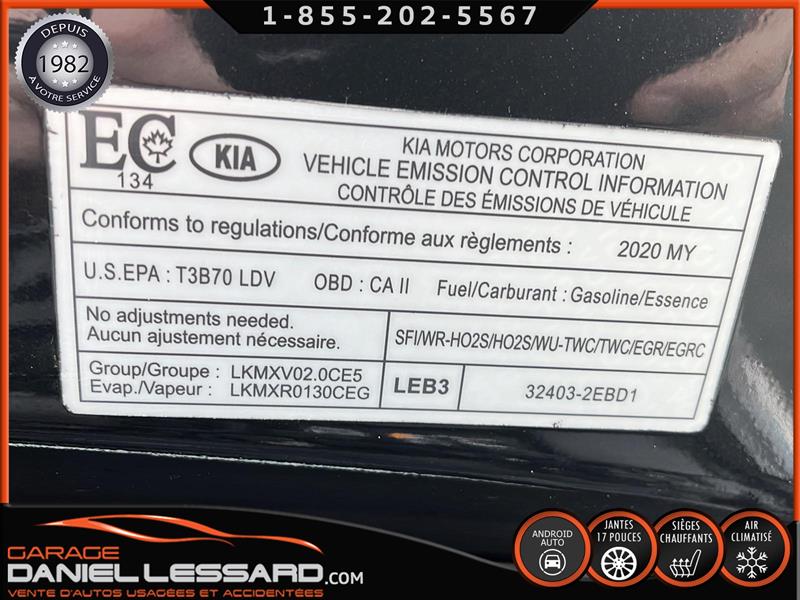 1-855-202-5567
DEPUIS
1982
À VOTRE SERVICE
EC
134
KIA
KIA MOTORS CORPORATION
VEHICLE EMISSION CONTROL INFORMATION
CONTRÔLE DES ÉMISSIONS DE VÉHICULE
Conforms to regulations/Conforme aux règlements : 2020 MY
U.S.EPA : T3B70 LDV OBD : CA II Fuel/Carburant : Gasoline/Essence
No adjustments needed.
Aucun ajustement nécessaire.
SFI/WR-HO2S/HO2S/WU-TWC/TWC/EGR/EGRC
Group/Groupe : LKMXV02.0CE5
Evap./Vapeur : LKMXR0130CEG
LEB3
32403-2EBD1
GARAGE
DANIEL LESSARD.COM
VENTE D'AUTOS USAGÉES ET ACCIDENTÉES
ANDROID
AUTO
JANTES
17 POUCES
SIÈGES
CHAUFFANTS
AIR
CLIMATISÉ